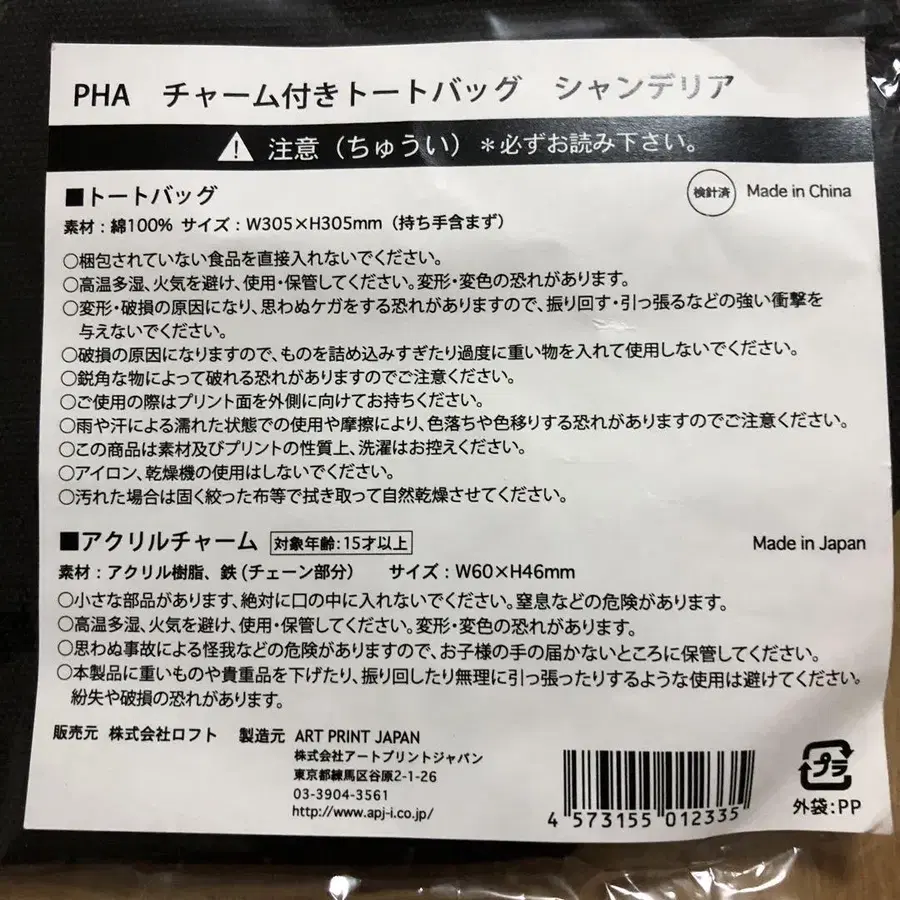 PHA　チャーム付きトートバッグ　シャンデリア
注意（ちゅうい）＊必ずお読み下さい。
■トートバッグ 検針済 Made in China
素材：綿100% サイズ：W305×H305mm（持ち手含まず）
○梱包されていない食品を直接入れないでください。
○高温多湿、火気を避け、使用・保管してください。変形・変色の恐れがあります。
○変形・破損の原因になり、思わぬケガをする恐れがありますので、振り回す・引っ張るなどの強い衝撃を
与えないでください。
○破損の原因になりますので、ものを詰め込みすぎたり過度に重い物を入れて使用しないでください。
○鋭角な物によって破れる恐れがありますのでご注意ください。
○ご使用の際はプリント面を外側に向けてお持ちください。
○雨や汗による濡れた状態での使用や摩擦により、色落ちや色移りする恐れがありますのでご注意ください。
○この商品は素材及びプリントの性質上、洗濯はお控えください。
○アイロン、乾燥機の使用はしないでください。
○汚れた場合は固く絞った布等で拭き取って自然乾燥させてください。
■アクリルチャーム 対象年齢：15才以上 Made in Japan
素材：アクリル樹脂、鉄（チェーン部分）　サイズ：W60×H46mm
○小さな部品があります、絶対に口の中に入れないでください。窒息などの危険があります。
○高温多湿、火気を避け、使用・保管してください。変形・変色の恐れがあります。
○思わぬ事故による怪我などの危険がありますので、お子様の手の届かないところに保管してください。
○本製品に重いものや貴重品を下げたり、振り回したり無理に引っ張ったりするような使用は避けてください。
紛失や破損の恐れがあります。
販売元 株式会社ロフト 製造元 ART PRINT JAPAN
株式会社アートプリントジャパン
東京都練馬区谷原2-1-26
03-3904-3561
http://www.apj-i.co.jp/
4 573155 012335
プラ
外袋：PP